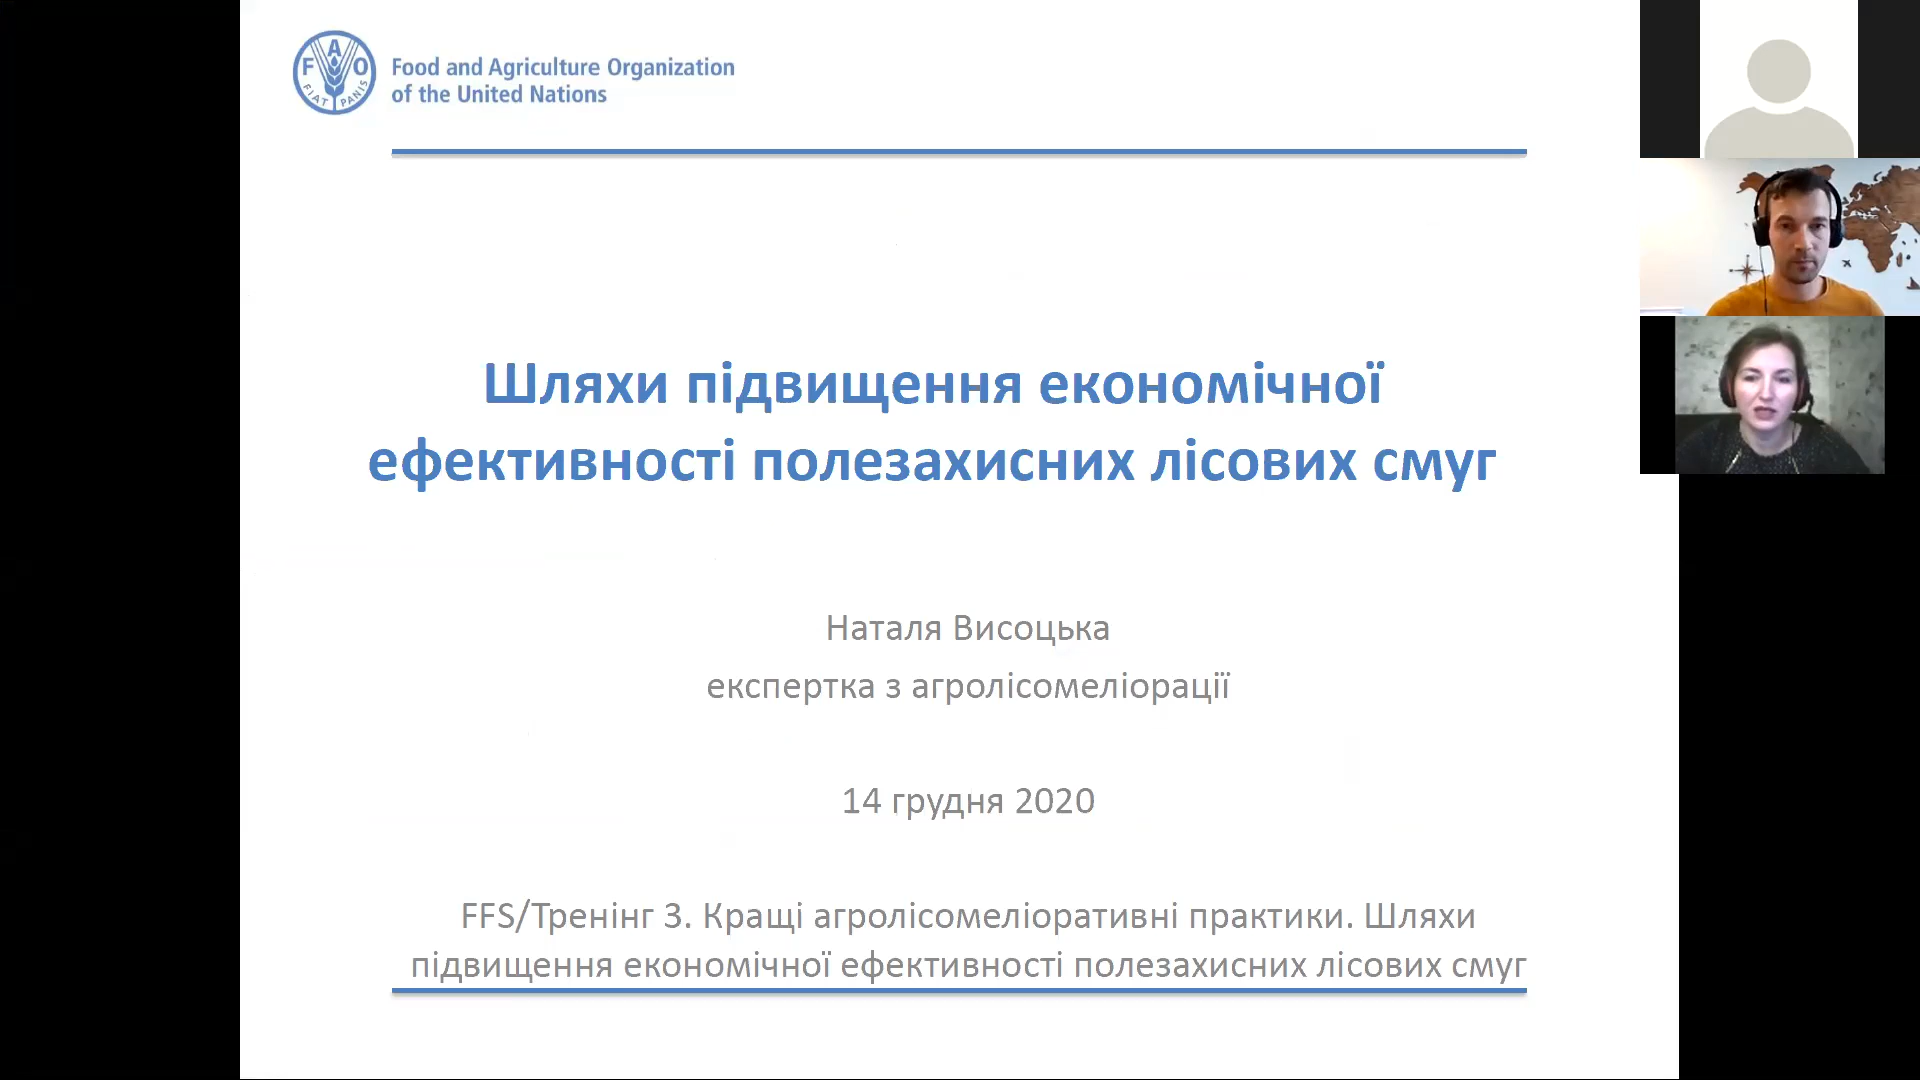 F A O
FIAT PANIS
Food and Agriculture Organization
of the United Nations
Шляхи підвищення економічної
ефективності полезахисних лісових смуг
Наталя Висоцька
експертка з агролісомеліорації
14 грудня 2020
FFS/Тренінг 3. Кращі агролісомеліоративні практики. Шляхи
підвищення економічної ефективності полезахисних лісових смуг